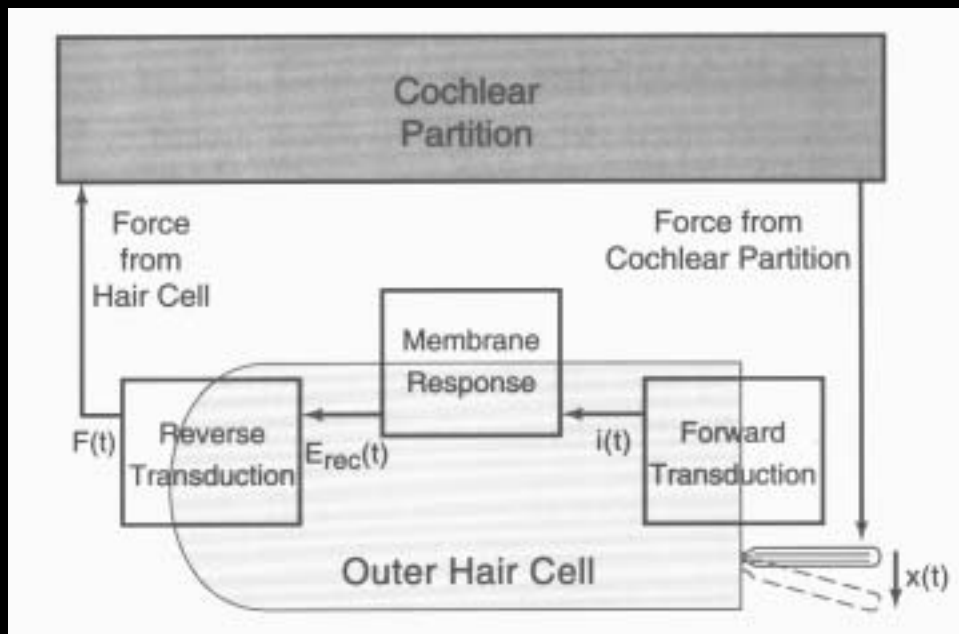 Cochlear
Partition
Force
from
Hair Cell
Force from
Cochlear Partition
Membrane
Response
F(t)
Reverse
Transduction
E_rec(t)
i(t)
Forward
Transduction
Outer Hair Cell
x(t)